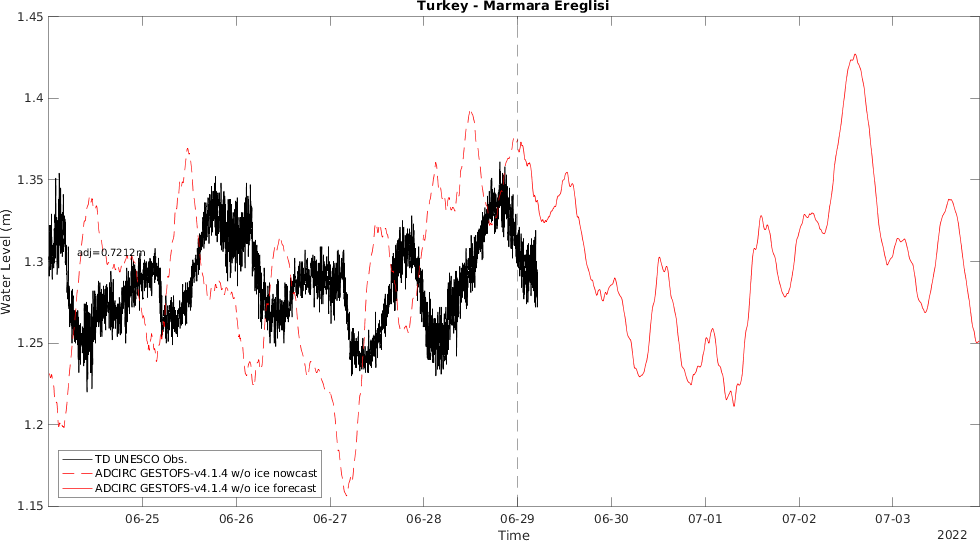 Turkey - Marmara Ereglisi
1.45
1.4
1.35
1.3
1.25
1.2
1.15
Water Level (m)
adj=0.7212m
TD UNESCO Obs.
ADCIRC GESTOFS-v4.1.4 w/o ice nowcast
ADCIRC GESTOFS-v4.1.4 w/o ice forecast
06-25 06-26 06-27 06-28 06-29 06-30 07-01 07-02 07-03
Time
2022